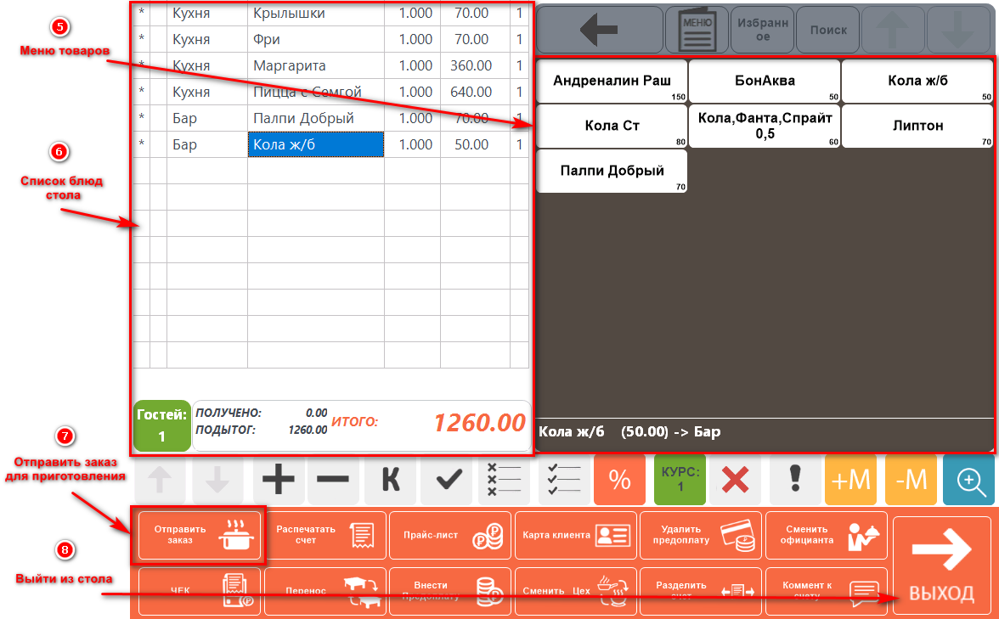 5
Меню товаров
6
Список блюд
стола
7
Отправить заказ
для приготовления
8
Выйти из стола
* Кухня Крылышки 1.000 70.00 1
* Кухня Фри 1.000 70.00 1
* Кухня Маргарита 1.000 360.00 1
* Кухня Пицца с Семгой 1.000 640.00 1
* Бар Палпи Добрый 1.000 70.00 1
* Бар Кола ж/б 1.000 50.00 1
Гостей:
1
ПОЛУЧЕНО: 0.00
ПОДЫТОГ: 1260.00
ИТОГО: 1260.00
МЕНЮ
Избранн
ое
Поиск
Андреналин Раш
150
БонАква
50
Кола ж/б
50
Кола Ст
80
Кола,Фанта,Спрайт
0,5
60
Липтон
70
Палпи Добрый
70
Кола ж/б (50.00) -> Бар
К
%
КУРС:
1
!
+М
-М
Отправить
заказ
Распечатать
счет
Прайс-лист
Карта клиента
Удалить
предоплату
Сменить
официанта
ЧЕК
Перенос
Внести
Предоплату
Сменить Цех
Разделить
счет
Коммент к
счету
ВЫХОД